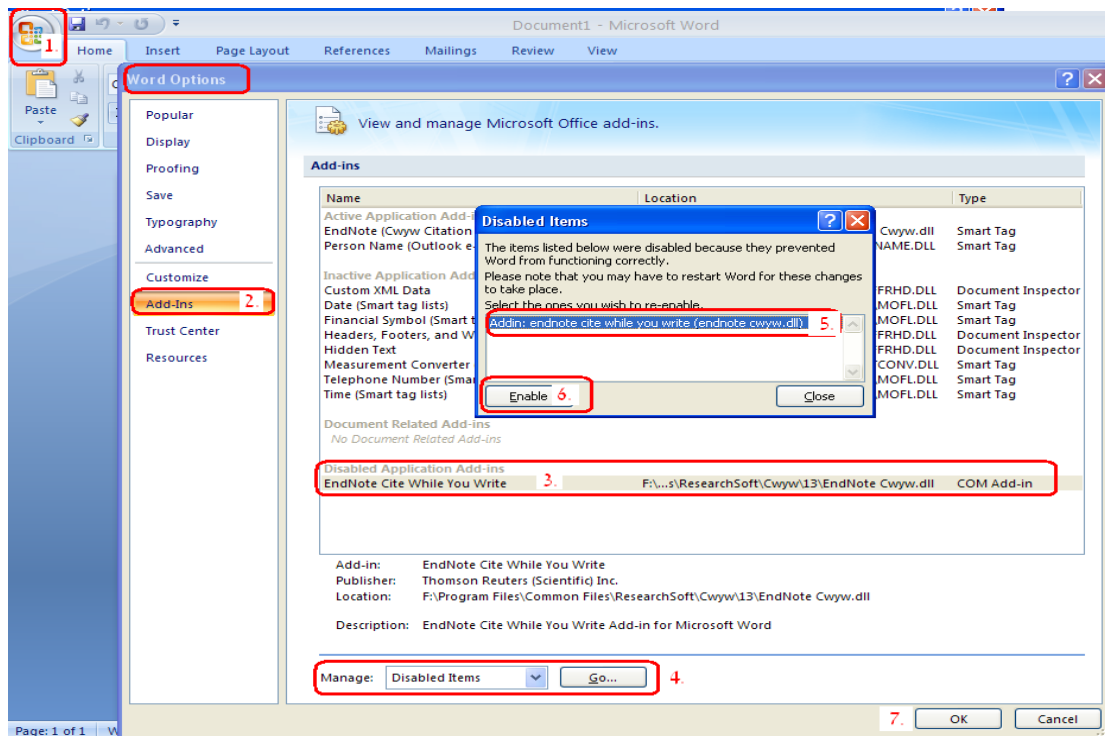 Document1 - Microsoft Word
1.
Home Insert Page Layout References Mailings Review View
Word Options
Paste
Clipboard
Popular
Display
Proofing
Save
Typography
Advanced
Customize
Add-Ins 2.
Trust Center
Resources
View and manage Microsoft Office add-ins.
Add-ins
Name Location Type
Active Application Add-i
EndNote (Cwyw Citation Cwyw.dll Smart Tag
Person Name (Outlook e- NAME.DLL Smart Tag
Inactive Application Add
Custom XML Data FRHD.DLL Document Inspector
Date (Smart tag lists) MOFL.DLL Smart Tag
Financial Symbol (Smart t MOFL.DLL Smart Tag
Headers, Footers, and W FRHD.DLL Document Inspector
Hidden Text FRHD.DLL Document Inspector
Measurement Converter CONV.DLL Smart Tag
Telephone Number (Smar MOFL.DLL Smart Tag
Time (Smart tag lists) MOFL.DLL Smart Tag
Document Related Add-ins
No Document Related Add-ins
Disabled Application Add-ins
EndNote Cite While You Write 3. F:\...s\ResearchSoft\Cwyw\13\EndNote Cwyw.dll COM Add-in
Disabled Items
The items listed below were disabled because they prevented
Word from functioning correctly.
Please note that you may have to restart Word for these changes
to take place.
Select the ones you wish to re-enable.
Addin: endnote cite while you write (endnote cwyw.dll) 5.
Enable 6. Close
Add-in: EndNote Cite While You Write
Publisher: Thomson Reuters (Scientific) Inc.
Location: F:\Program Files\Common Files\ResearchSoft\Cwyw\13\EndNote Cwyw.dll
Description: EndNote Cite While You Write Add-in for Microsoft Word
Manage: Disabled Items Go... 4.
7. OK Cancel
Page: 1 of 1 W